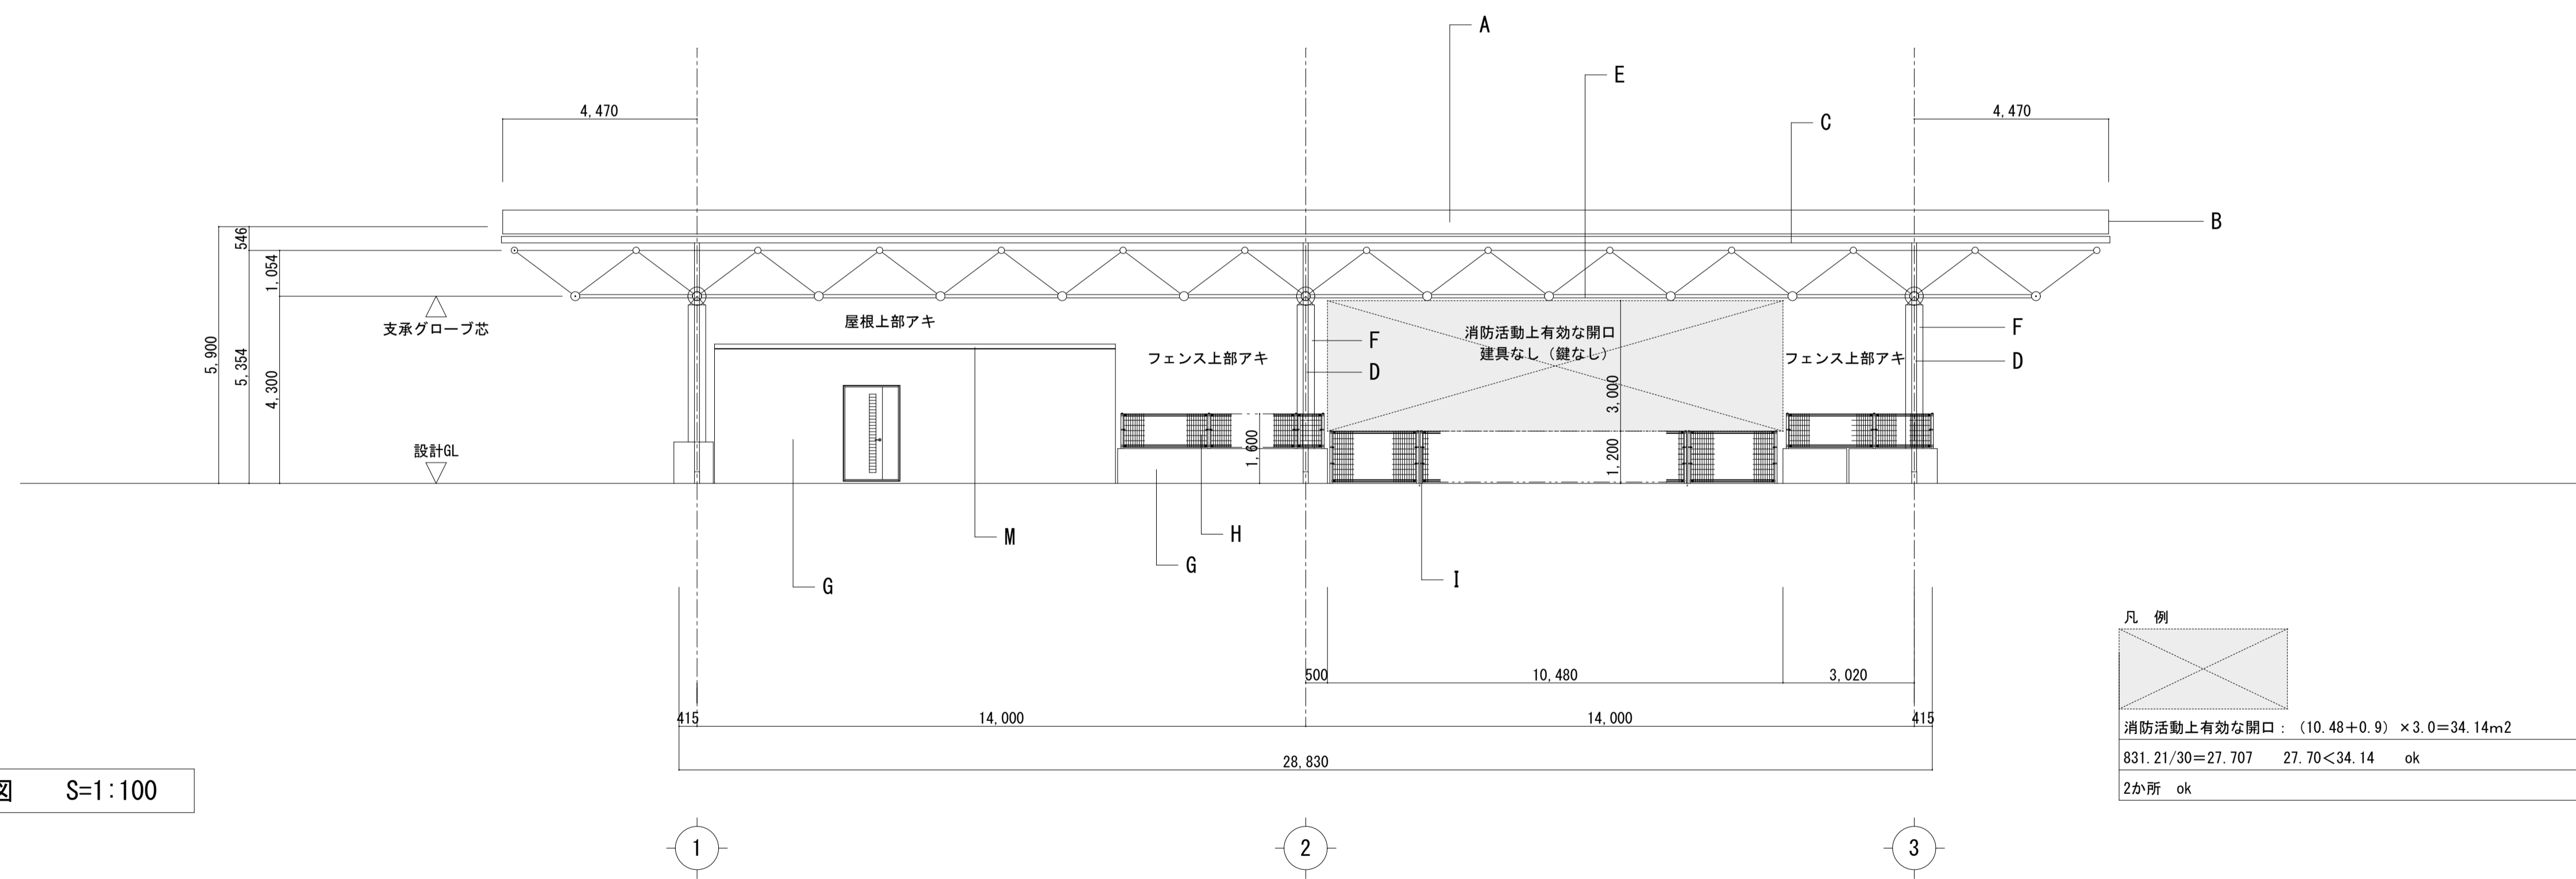 A
E
4,470
4,470
C
B
546
1,054
支承グローブ芯
屋根上部アキ
消防活動上有効な開口
建具なし（鍵なし）
F
F
フェンス上部アキ
フェンス上部アキ
D
D
5,900
5,354
4,300
3,000
設計GL
1,600
1,200
M
H
G
I
G
凡 例
500
10,480
3,020
415
14,000
14,000
415
消防活動上有効な開口：（10.48＋0.9）×3.0＝34.14m2
28,830
831.21/30＝27.707 27.70＜34.14 ok
図 S=1:100
2か所 ok
1
2
3